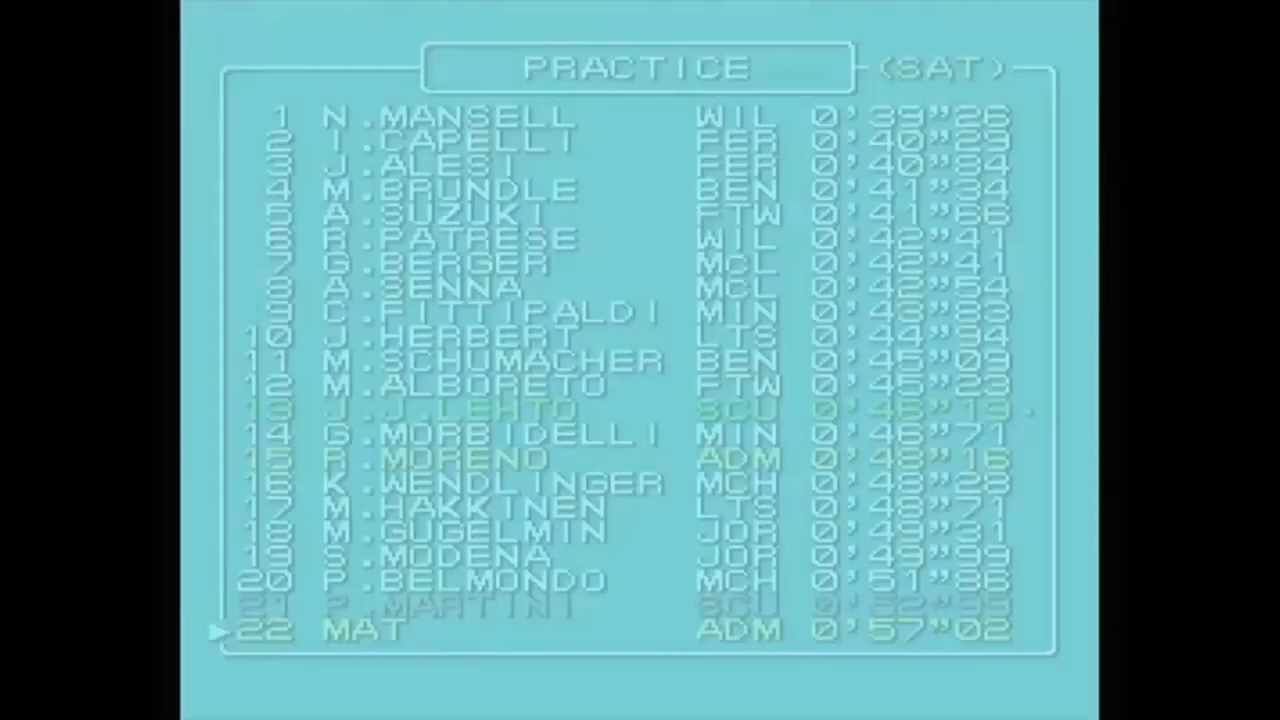 PRACTICE (SAT)
1 N.MANSELL WIL 0'39"26
2 I.CAPELLI FER 0'40"29
3 J.ALESI FER 0'40"84
4 M.BRUNDLE BEN 0'41"34
5 A.SUZUKI FTW 0'41"66
6 R.PATRESE WIL 0'42"41
7 G.BERGER MCL 0'42"41
8 A.SENNA MCL 0'42"54
9 C.FITTIPALDI MIN 0'43"83
10 J.HERBERT LTS 0'44"94
11 M.SCHUMACHER BEN 0'45"09
12 M.ALBORETO FTW 0'45"23
13 J.J.LEHTO SCU 0'46"19
14 G.MORBIDELLI MIN 0'46"71
15 R.MORENO ADM 0'48"16
16 K.WENDLINGER MCH 0'48"28
17 M.HAKKINEN LTS 0'48"71
18 M.GUGELMIN JOR 0'49"31
19 S.MODENA JOR 0'49"99
20 P.BELMONDO MCH 0'51"86
21 P.MARTINI SCU
22 MAT ADM 0'57"02